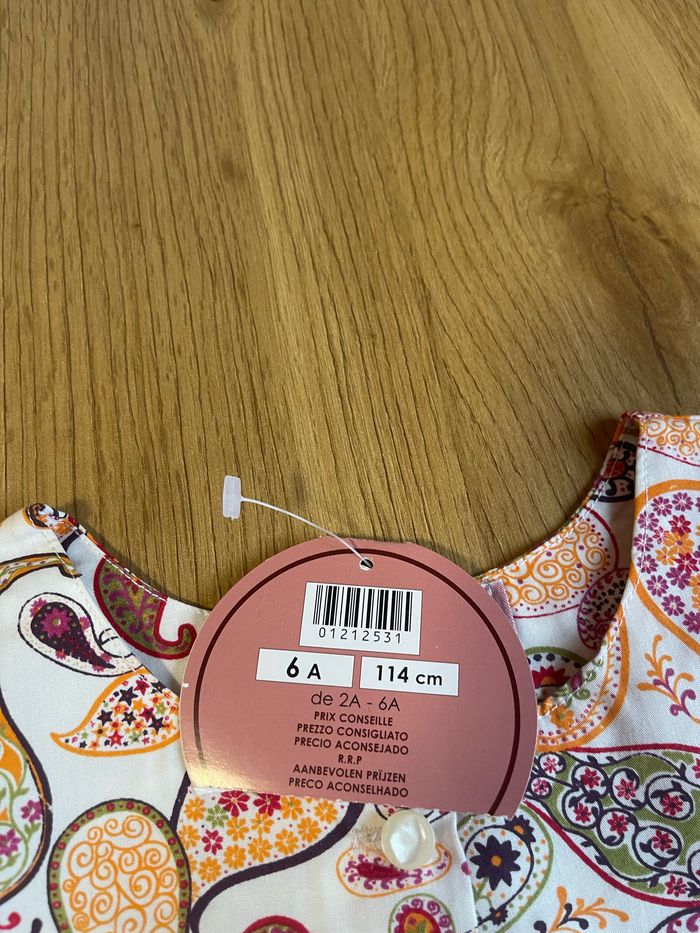 01212531
6 A 114 cm
de 2A - 6A
PRIX CONSEILLE
PREZZO CONSIGLIATO
PRECIO ACONSEJADO
R.R.P
AANBEVOLEN PRIJZEN
PRECO ACONSELHADO